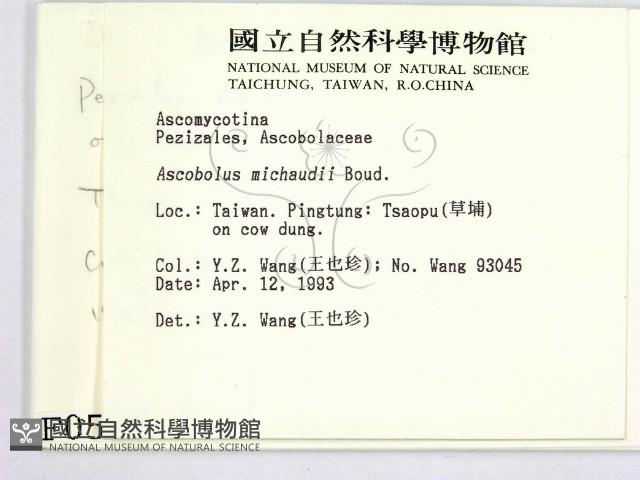 國立自然科學博物館
NATIONAL MUSEUM OF NATURAL SCIENCE
TAICHUNG, TAIWAN, R.O.CHINA
Ascomycotina
Pezizales, Ascobolaceae
Ascobolus michaudii Boud.
Loc.: Taiwan. Pingtung: Tsaopu(草埔)
on cow dung.
Col.: Y.Z. Wang(王也珍); No. Wang 93045
Date: Apr. 12, 1993
Det.: Y.Z. Wang(王也珍)
國立自然科學博物館
NATIONAL MUSEUM OF NATURAL SCIENCE